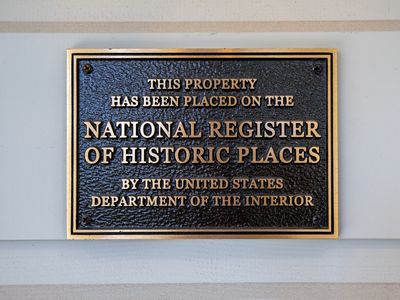 THIS PROPERTY
HAS BEEN PLACED ON THE
NATIONAL REGISTER
OF HISTORIC PLACES
BY THE UNITED STATES
DEPARTMENT OF THE INTERIOR